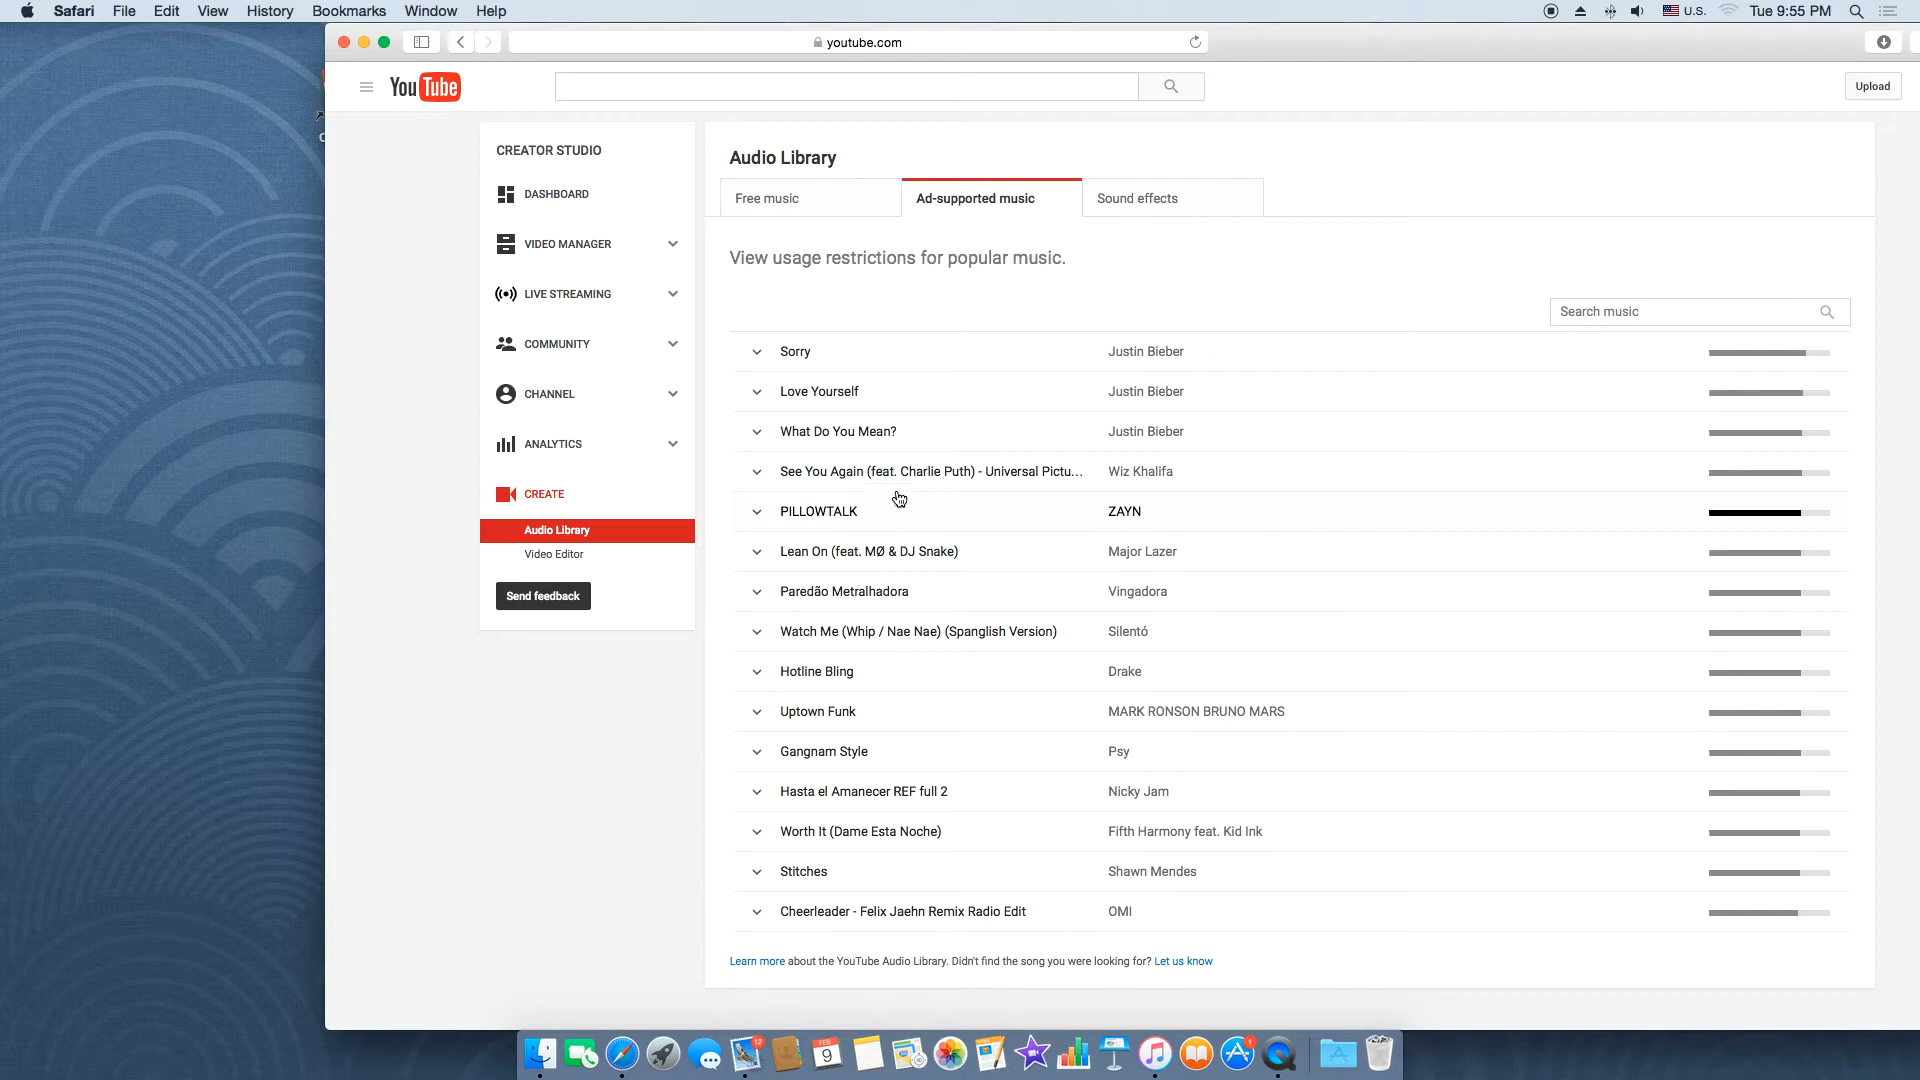 Safari File Edit View History Bookmarks Window Help U.S. Tue 9:55 PM
youtube.com
YouTube Upload
CREATOR STUDIO
DASHBOARD
VIDEO MANAGER
LIVE STREAMING
COMMUNITY
CHANNEL
ANALYTICS
CREATE
Audio Library
Video Editor
Send feedback
Audio Library
Free music Ad-supported music Sound effects
View usage restrictions for popular music.
Search music
Sorry Justin Bieber
Love Yourself Justin Bieber
What Do You Mean? Justin Bieber
See You Again (feat. Charlie Puth) - Universal Pictu... Wiz Khalifa
PILLOWTALK ZAYN
Lean On (feat. MØ & DJ Snake) Major Lazer
Paredão Metralhadora Vingadora
Watch Me (Whip / Nae Nae) (Spanglish Version) Silentó
Hotline Bling Drake
Uptown Funk MARK RONSON BRUNO MARS
Gangnam Style Psy
Hasta el Amanecer REF full 2 Nicky Jam
Worth It (Dame Esta Noche) Fifth Harmony feat. Kid Ink
Stitches Shawn Mendes
Cheerleader - Felix Jaehn Remix Radio Edit OMI
Learn more about the YouTube Audio Library. Didn't find the song you were looking for? Let us know
12
FEB
9
1